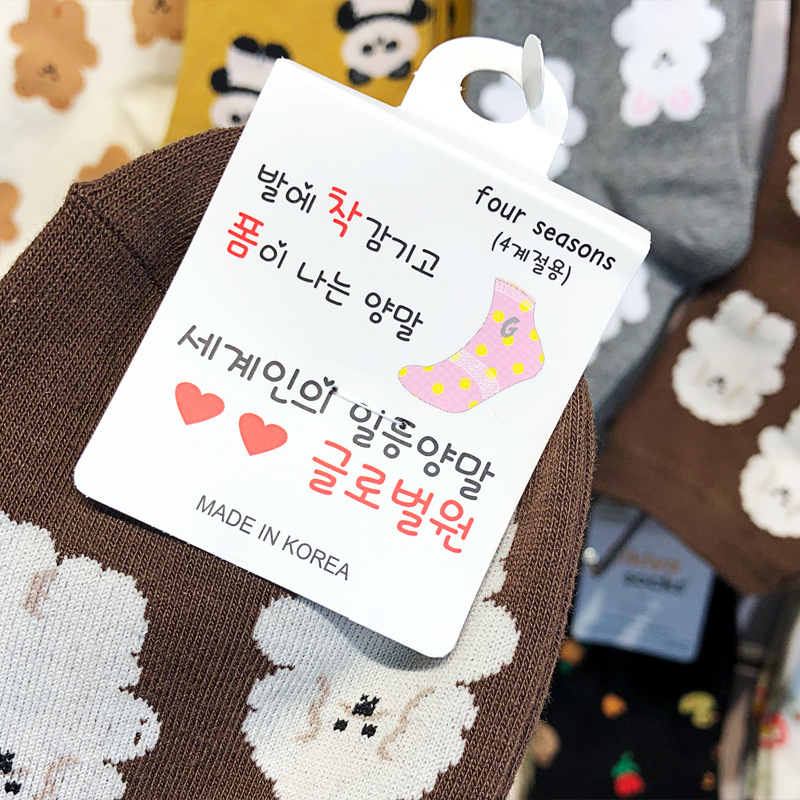 발에 착 감기고
폼이 나는 양말
four seasons
(4계절용)
G
세계인의 일등양말
글로벌원
MADE IN KOREA
socks